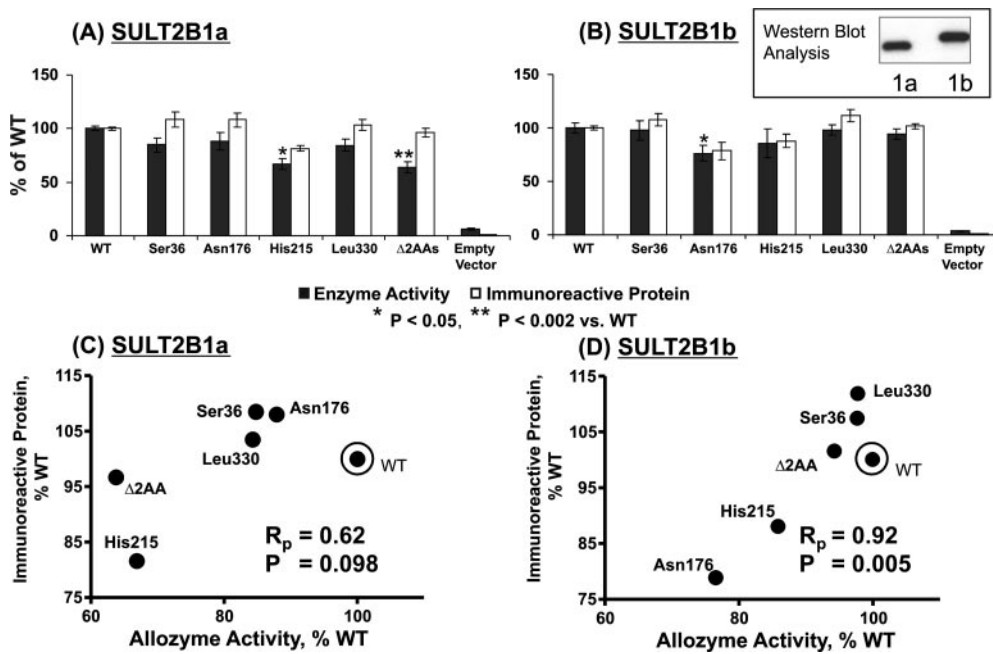 (A) SULT2B1a
% of WT
150
100
50
0
*
**
WT Ser36 Asn176 His215 Leu330 Δ2AAs Empty Vector
(B) SULT2B1b
Western Blot Analysis
1a 1b
150
100
50
0
*
WT Ser36 Asn176 His215 Leu330 Δ2AAs Empty Vector
Enzyme Activity Immunoreactive Protein
* P < 0.05, ** P < 0.002 vs. WT
(C) SULT2B1a
Immunoreactive Protein,
% WT
115
105
95
85
75
Ser36
Asn176
Leu330
WT
Δ2AA
His215
Rp = 0.62
P = 0.098
60 80 100
Allozyme Activity, % WT
(D) SULT2B1b
Immunoreactive Protein,
% WT
115
105
95
85
75
Leu330
Ser36
Δ2AA
WT
His215
Asn176
Rp = 0.92
P = 0.005
60 80 100
Allozyme Activity, % WT